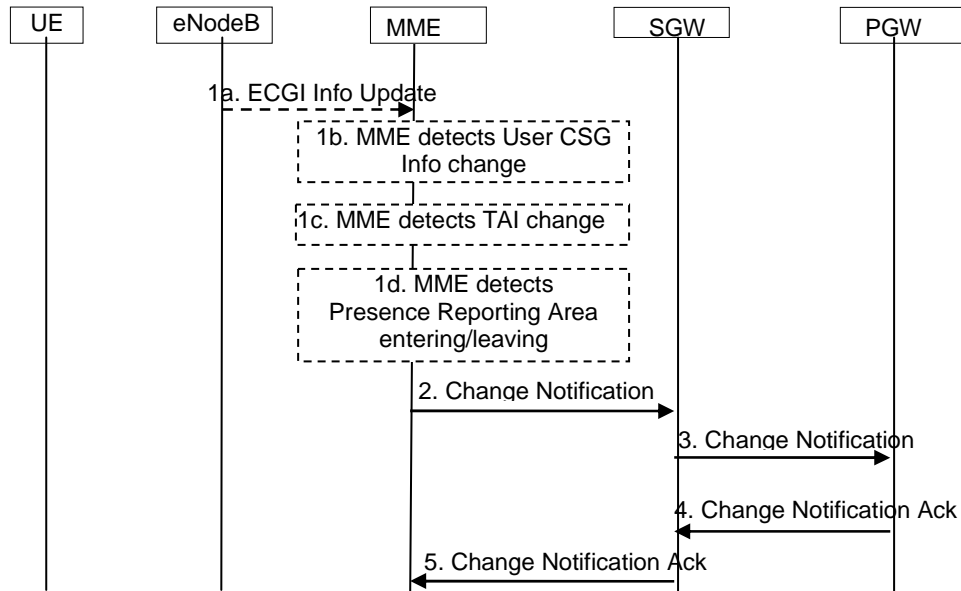 UE
eNodeB
MME
SGW
PGW
1a. ECGI Info Update
1b. MME detects User CSG
Info change
1c. MME detects TAI change
1d. MME detects
Presence Reporting Area
entering/leaving
2. Change Notification
3. Change Notification
4. Change Notification Ack
5. Change Notification Ack